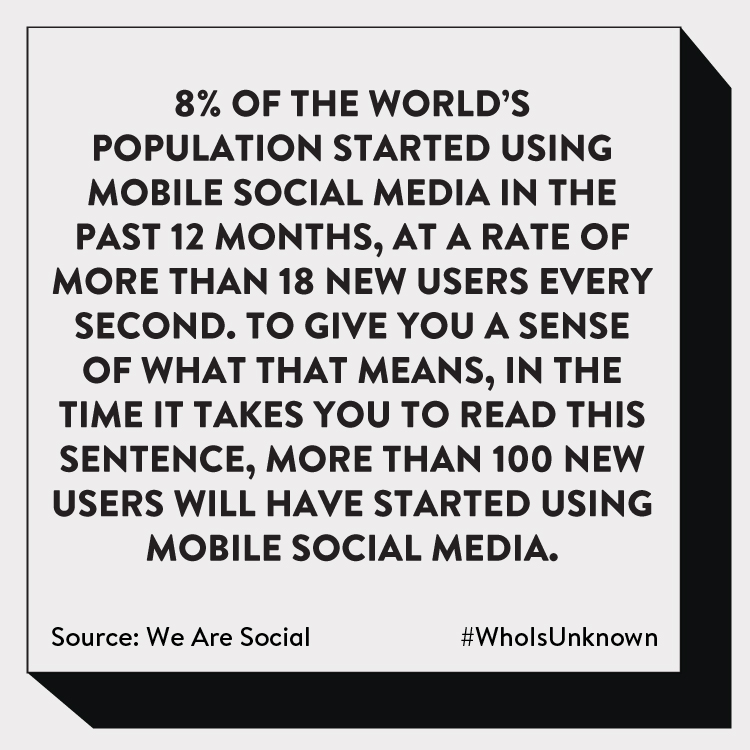 8% OF THE WORLD’S
POPULATION STARTED USING
MOBILE SOCIAL MEDIA IN THE
PAST 12 MONTHS, AT A RATE OF
MORE THAN 18 NEW USERS EVERY
SECOND. TO GIVE YOU A SENSE
OF WHAT THAT MEANS, IN THE
TIME IT TAKES YOU TO READ THIS
SENTENCE, MORE THAN 100 NEW
USERS WILL HAVE STARTED USING
MOBILE SOCIAL MEDIA.
Source: We Are Social
#WhoIsUnknown